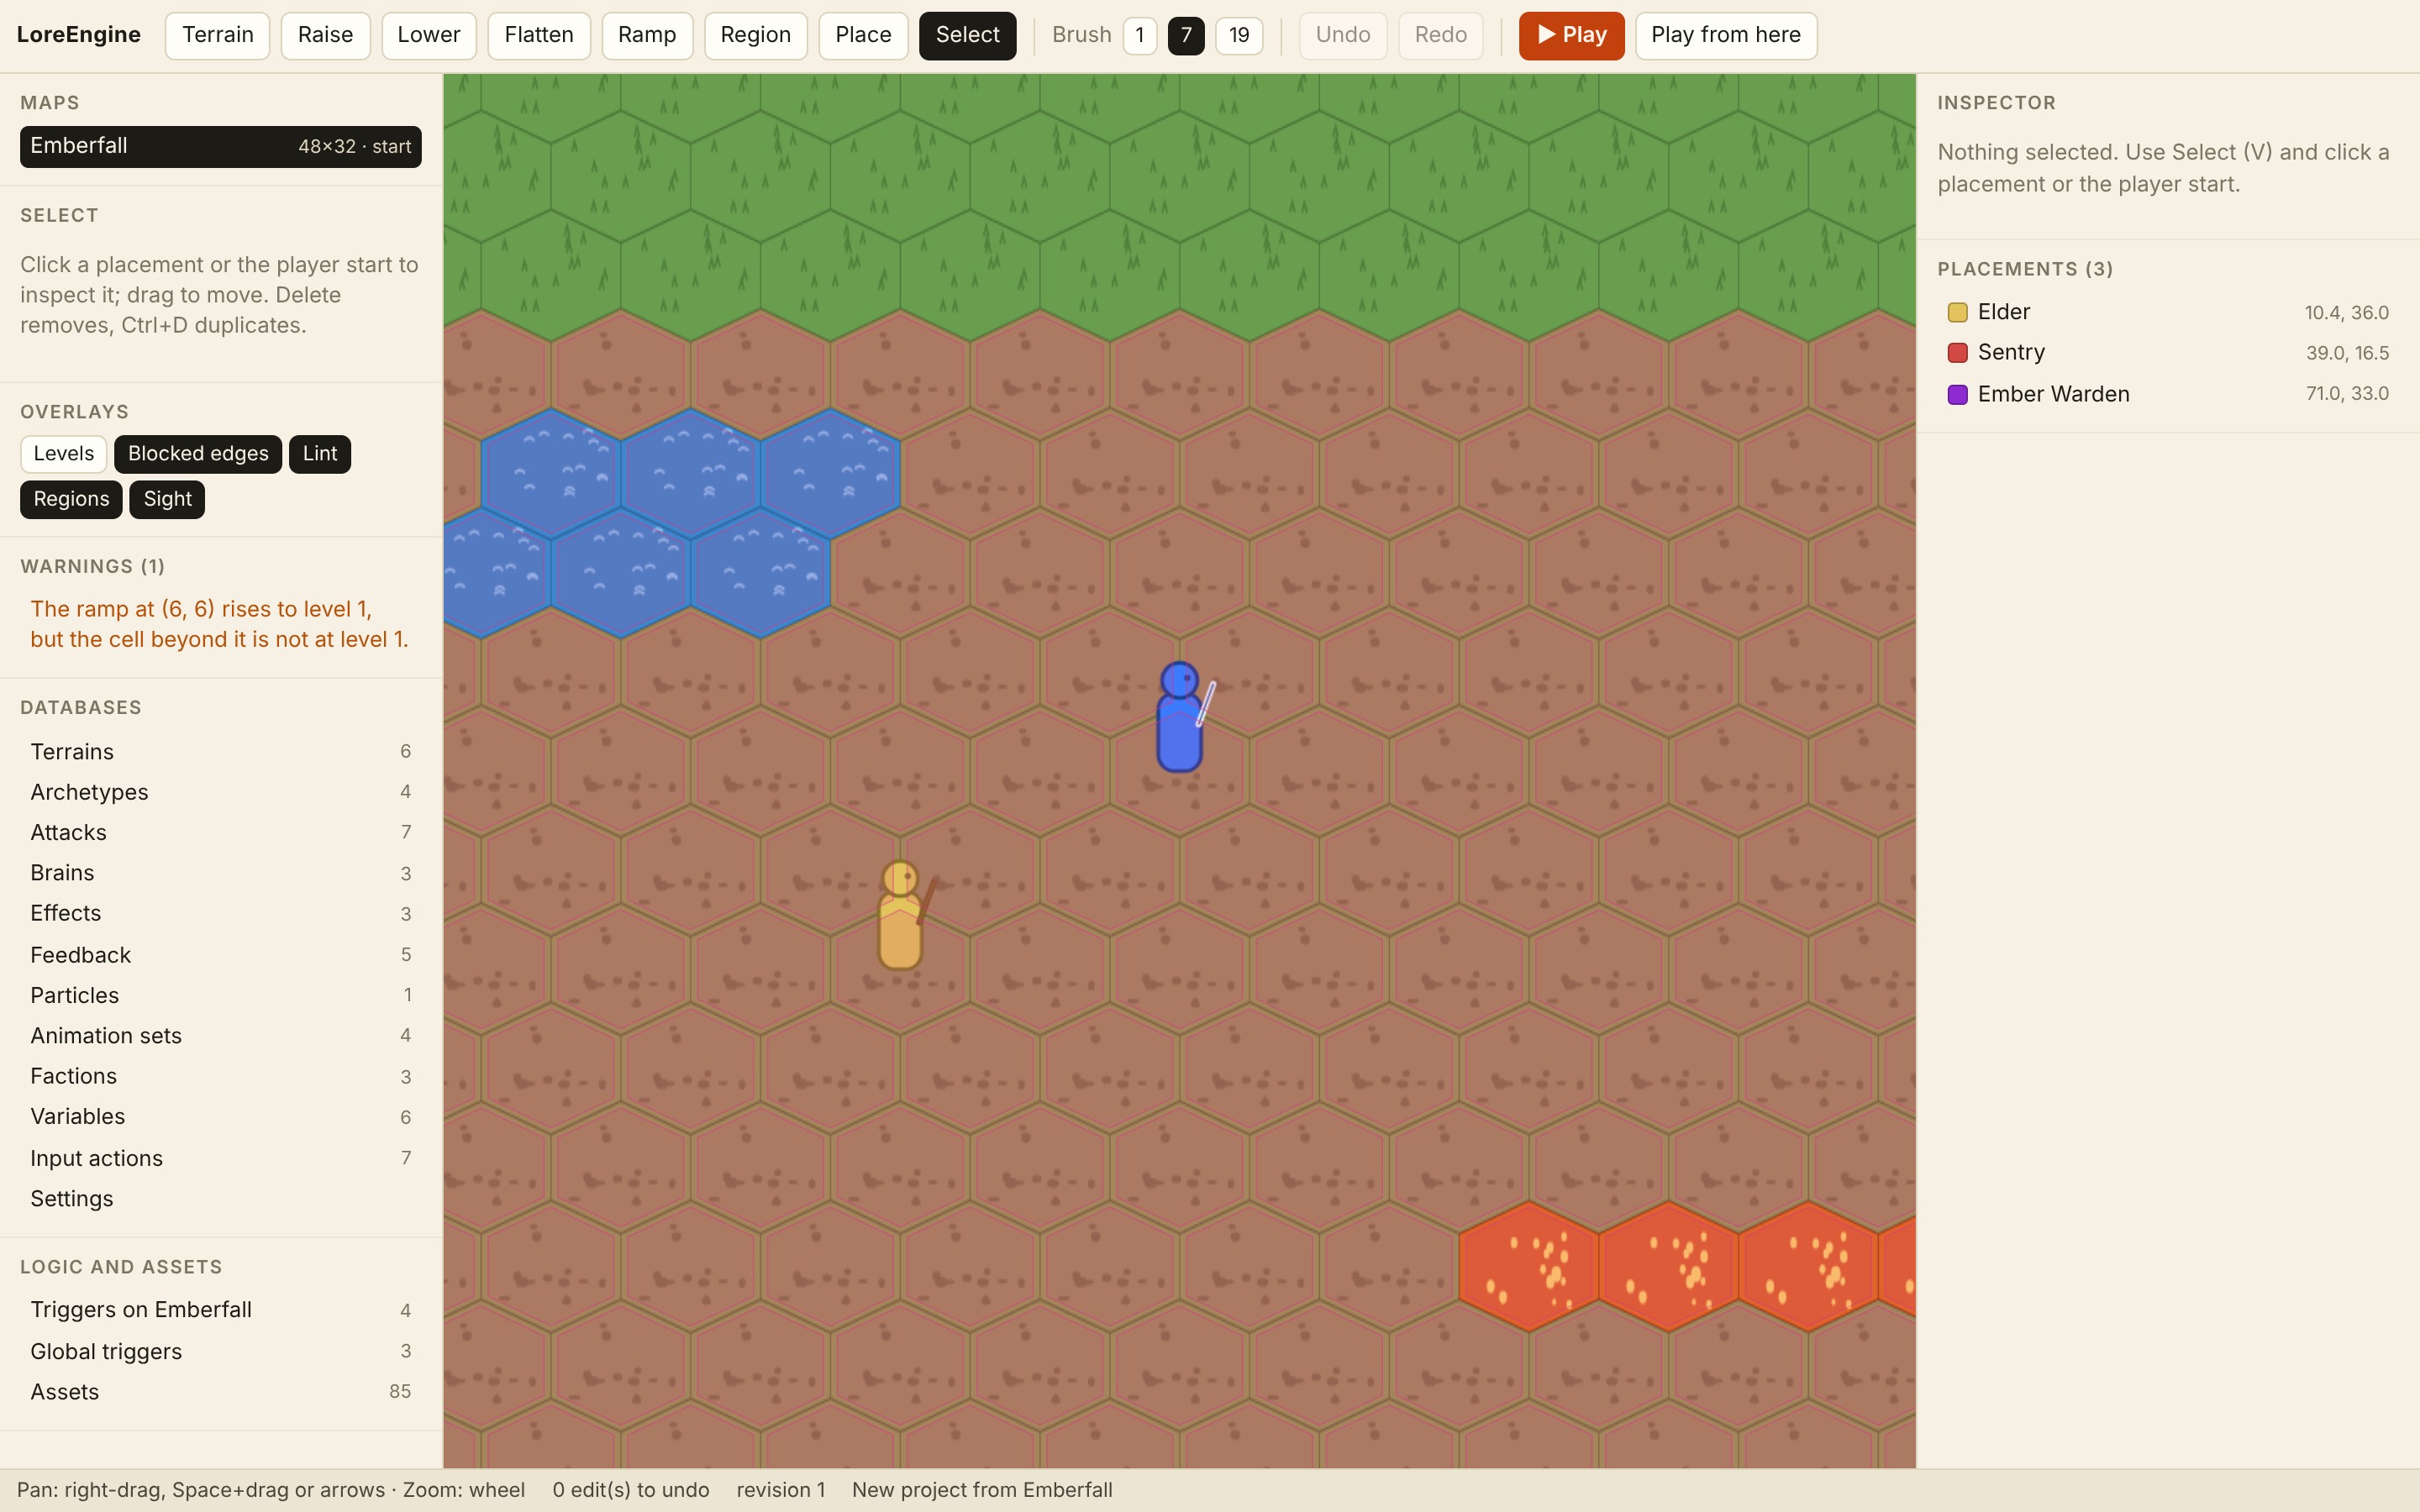 LoreEngine Terrain Raise Lower Flatten Ramp Region Place Select Brush 1 7 19 Undo Redo ▶ Play Play from here
MAPS
Emberfall 48×32 · start
SELECT
Click a placement or the player start to
inspect it; drag to move. Delete
removes, Ctrl+D duplicates.
OVERLAYS
Levels Blocked edges Lint
Regions Sight
WARNINGS (1)
The ramp at (6, 6) rises to level 1,
but the cell beyond it is not at level 1.
DATABASES
Terrains 6
Archetypes 4
Attacks 7
Brains 3
Effects 3
Feedback 5
Particles 1
Animation sets 4
Factions 3
Variables 6
Input actions 7
Settings
LOGIC AND ASSETS
Triggers on Emberfall 4
Global triggers 3
Assets 85
INSPECTOR
Nothing selected. Use Select (V) and click a
placement or the player start.
PLACEMENTS (3)
Elder 10.4, 36.0
Sentry 39.0, 16.5
Ember Warden 71.0, 33.0
Pan: right-drag, Space+drag or arrows · Zoom: wheel 0 edit(s) to undo revision 1 New project from Emberfall